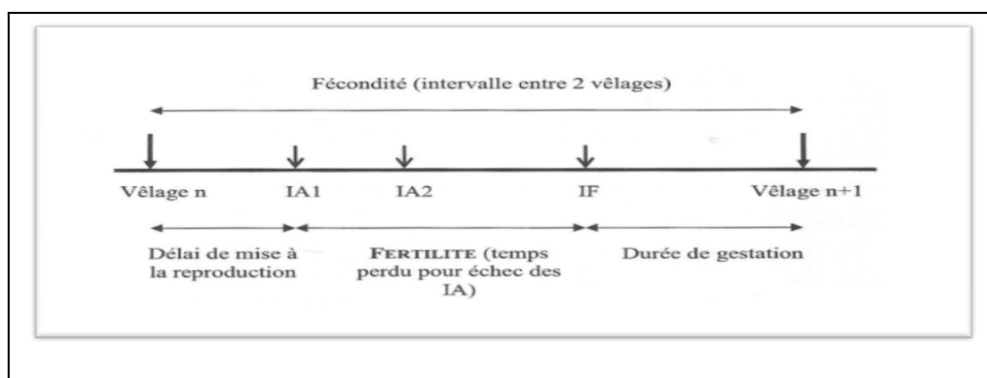 Fécondité (intervalle entre 2 vêlages)
Vêlage n IA1 IA2 IF Vêlage n+1
Délai de mise à
la reproduction
FERTILITE (temps
perdu pour échec des
IA)
Durée de gestation